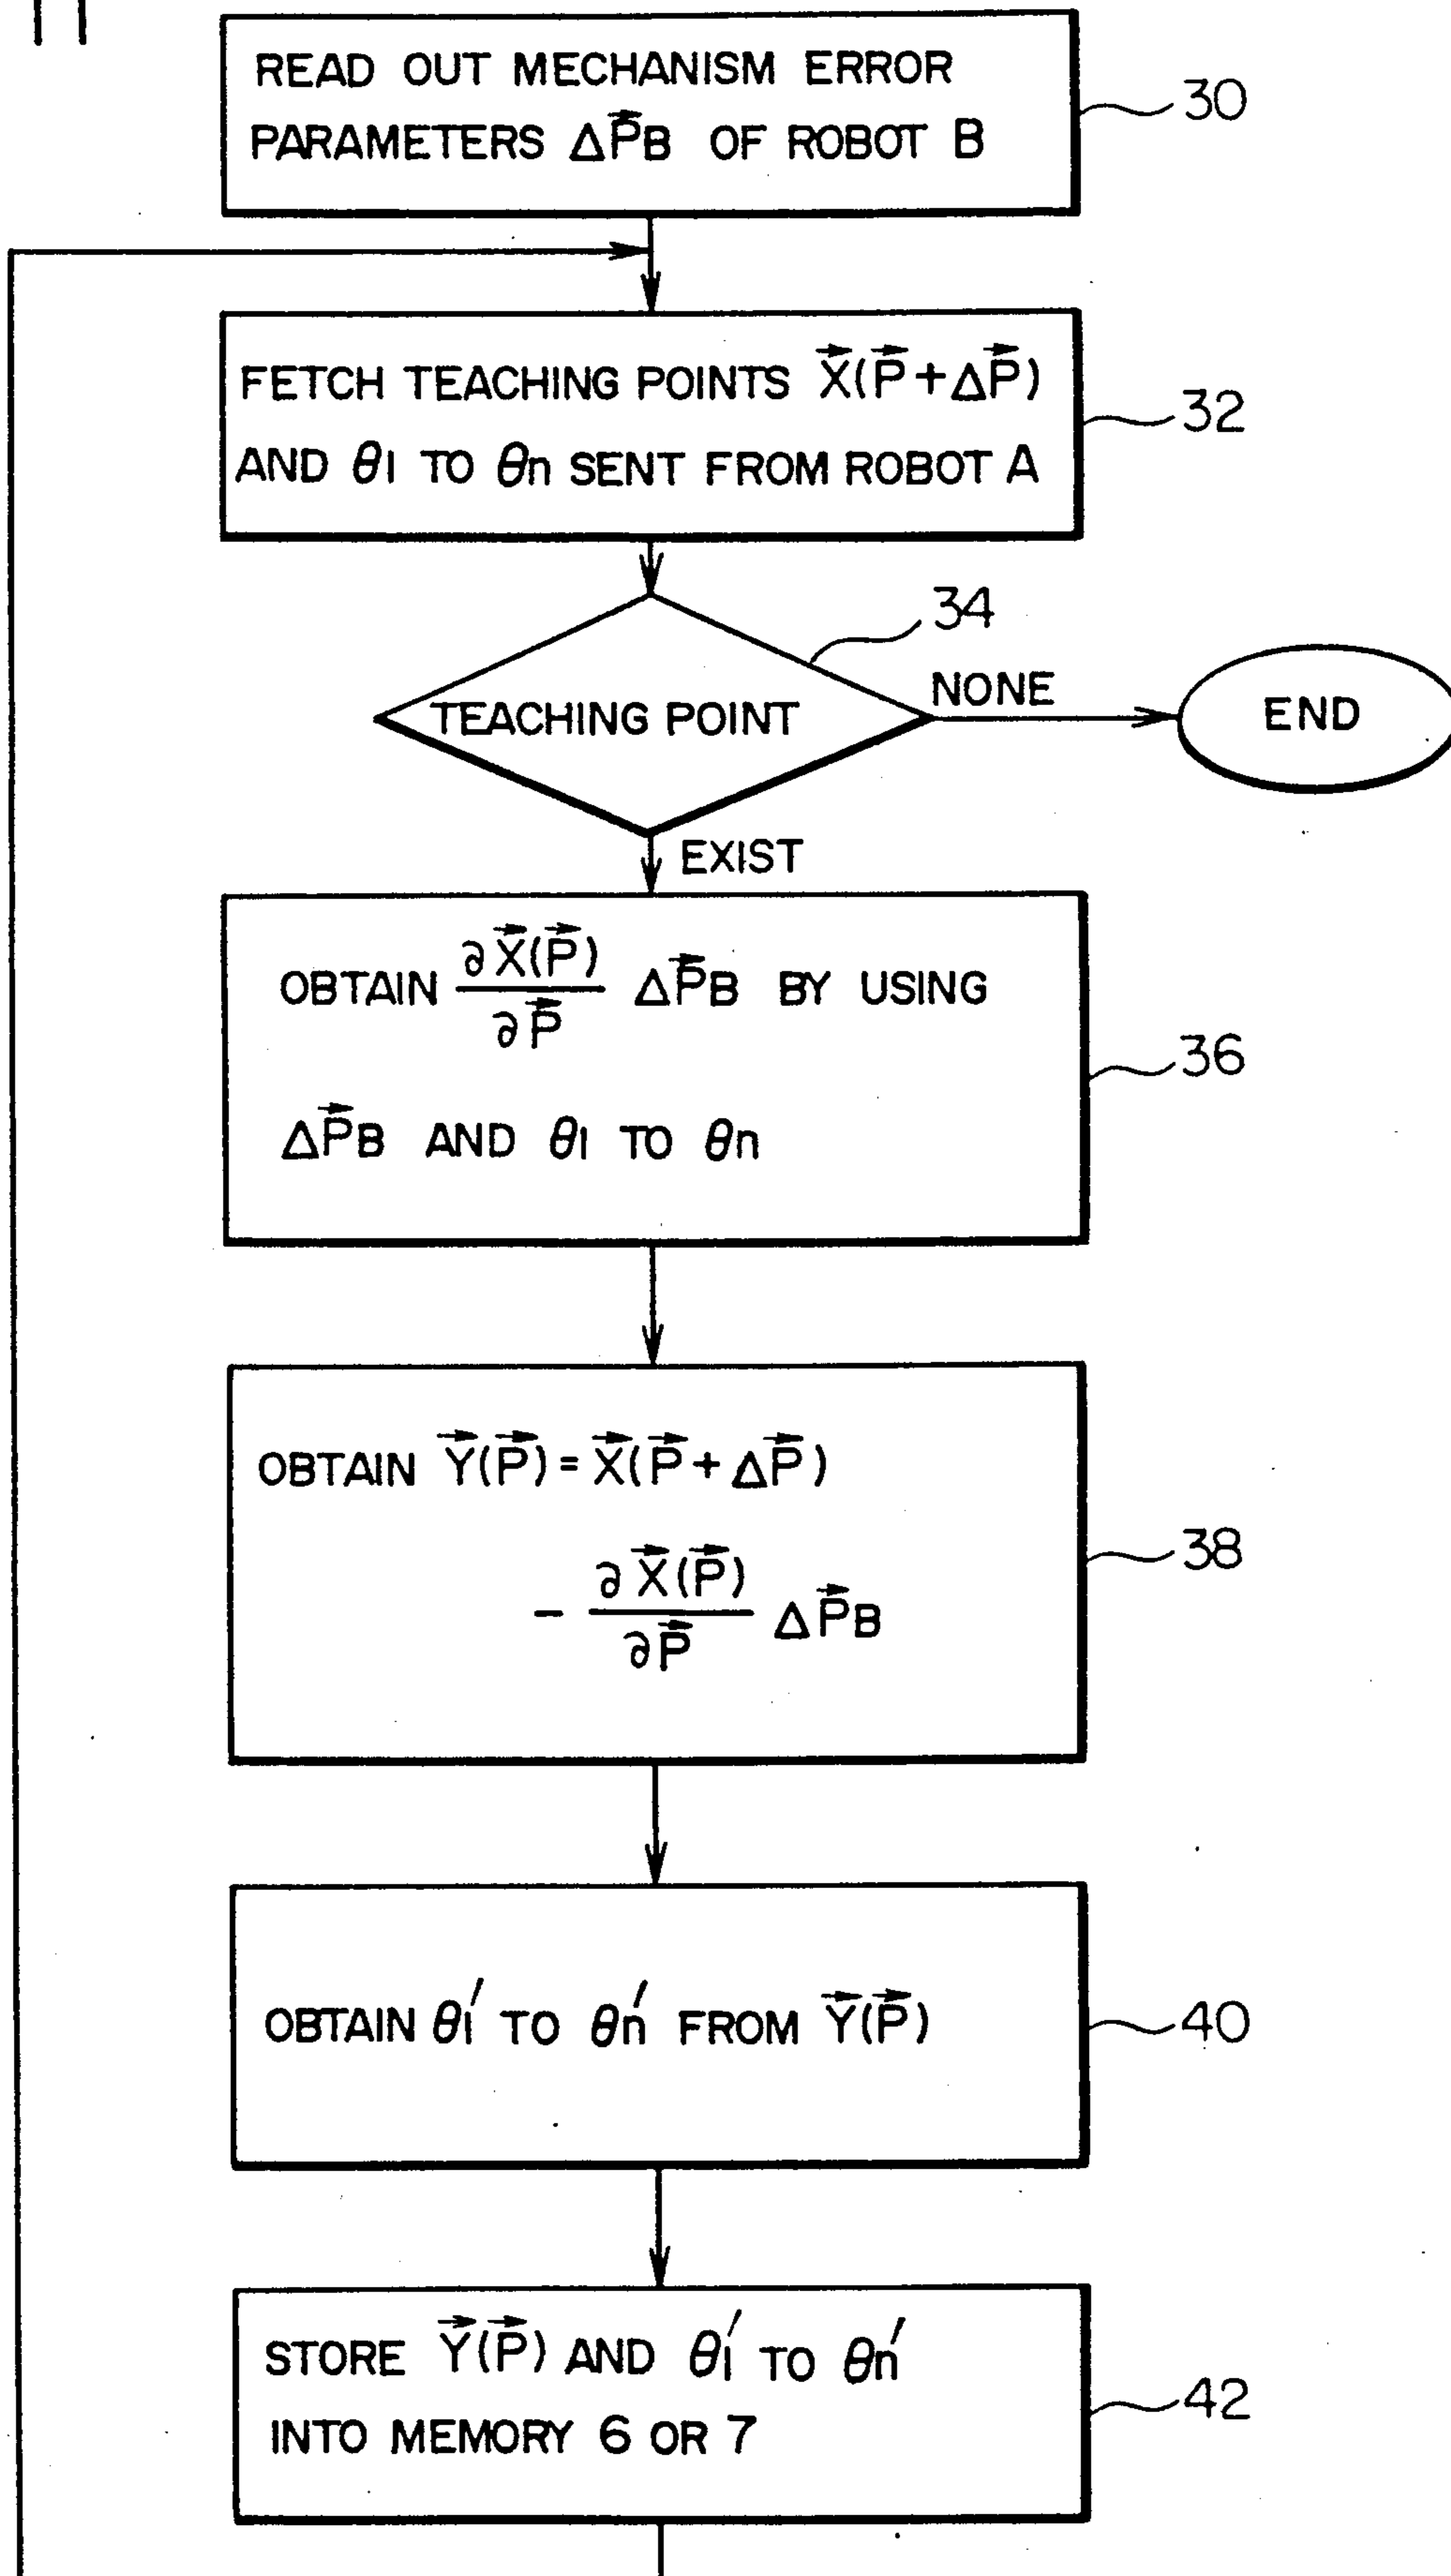 11
READ OUT MECHANISM ERROR
PARAMETERS ΔP⃗B OF ROBOT B
30
FETCH TEACHING POINTS X⃗(P⃗+ΔP⃗)
AND θ1 TO θn SENT FROM ROBOT A
32
34
TEACHING POINT
NONE
END
EXIST
OBTAIN ∂X⃗(P⃗)/∂P⃗ ΔP⃗B BY USING
ΔP⃗B AND θ1 TO θn
36
OBTAIN Y⃗(P⃗)=X⃗(P⃗+ΔP⃗)
- ∂X⃗(P⃗)/∂P⃗ ΔP⃗B
38
OBTAIN θ1′ TO θn′ FROM Y⃗(P⃗)
40
STORE Y⃗(P⃗) AND θ1′ TO θn′
INTO MEMORY 6 OR 7
42